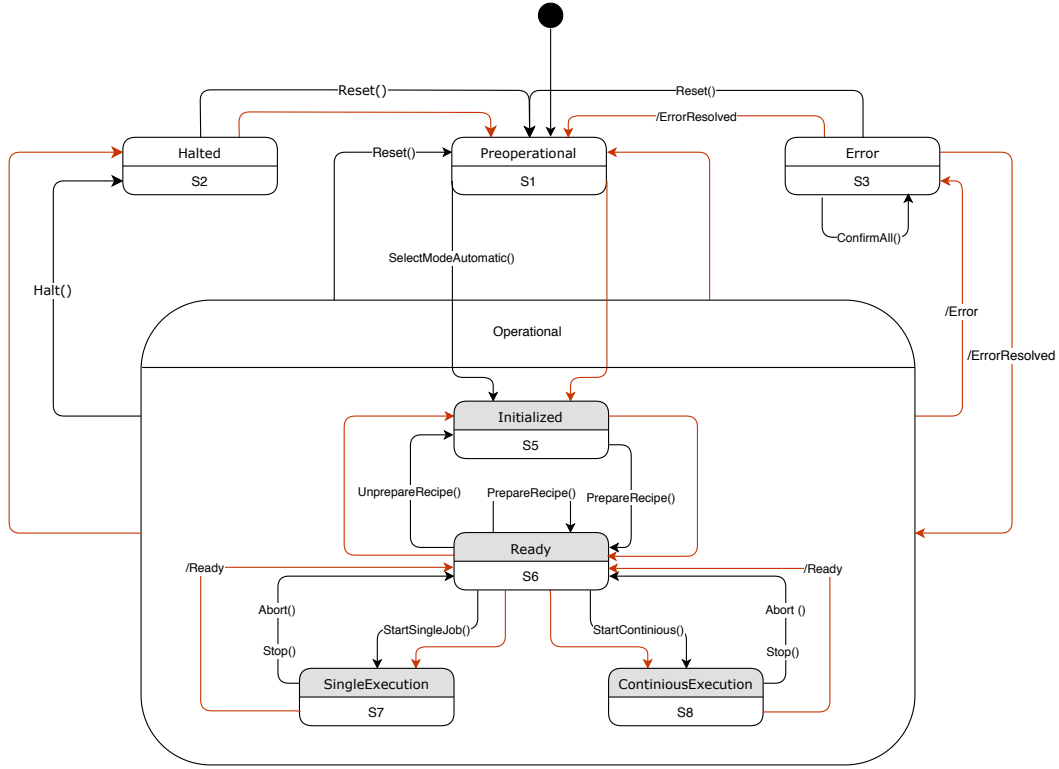 Reset()
Reset()
/ErrorResolved
Halted
S2
Reset()
Preoperational
S1
Error
S3
ConfirmAll()
SelectModeAutomatic()
Halt()
/Error
Operational
/ErrorResolved
Initialized
S5
UnprepareRecipe()
PrepareRecipe()
PrepareRecipe()
Ready
S6
/Ready
/Ready
Abort()
Abort ()
StartSingleJob()
StartContinious()
Stop()
Stop()
SingleExecution
S7
ContiniousExecution
S8